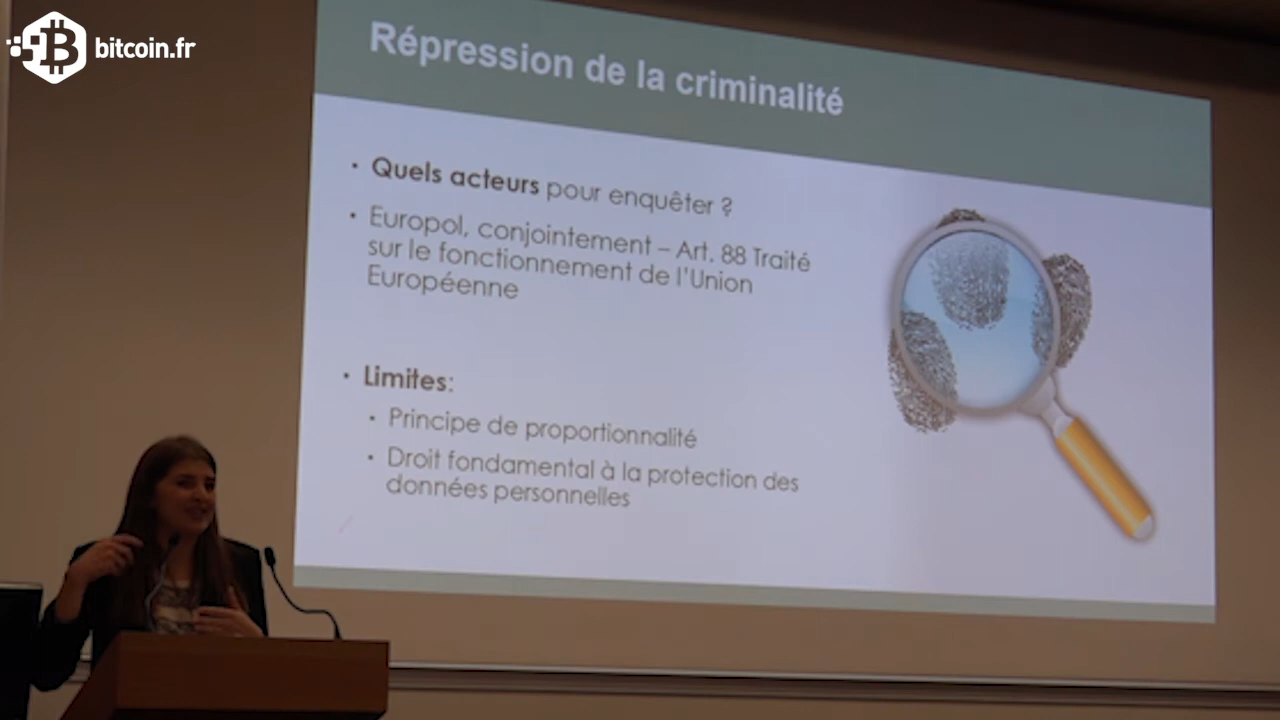 bitcoin.fr
Répression de la criminalité
• Quels acteurs pour enquêter ?
• Europol, conjointement – Art. 88 Traité
sur le fonctionnement de l'Union
Européenne
• Limites:
• Principe de proportionnalité
• Droit fondamental à la protection des
données personnelles